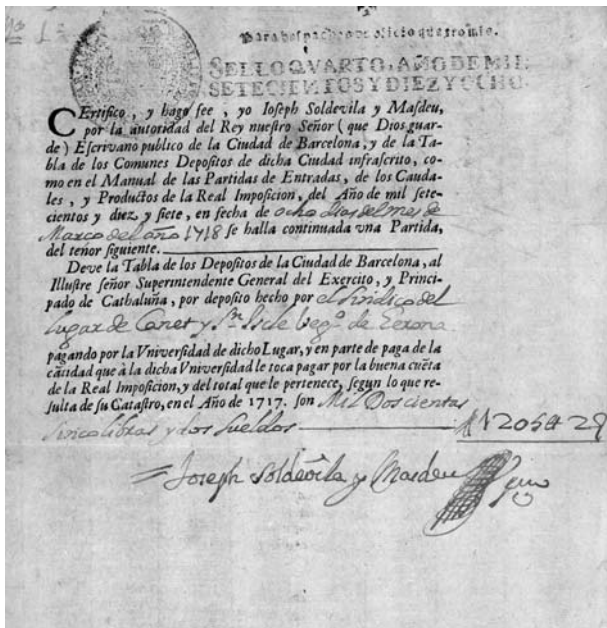 Para despachos de oficio quatro mrs.
SELLO QVARTO, AÑO DE MIL
SETECIENTOS Y DIEZ Y OCHO.
CErtifico, y hago fee, yo Ioseph Soldevila y Masdeu,
por la autoridad del Rey nuestro Señor (que Dios guar-
de) Escrivano publico de la Ciudad de Barcelona, y de la Ta-
bla de los Comunes Depositos de dicha Ciudad infrascrito, co-
mo en el Manual de las Partidas de Entradas, de los Cauda-
les, y Productos de la Real Imposicion, del Año de mil sete-
cientos y diez y siete, en fecha de ocho dias del mes de
Marco del año 1718 se halla continuada vna Partida,
del tenor siguiente.
Deve la Tabla de los Depositos de la Ciudad de Barcelona, al
Illustre señor Superintendente General del Exercito, y Princi-
pado de Cathaluña, por deposito hecho por el Sindico del
lugar de Canet y Sn. Iscle Vego. de Gerona
pagando por la Vniversidad de dicho Lugar, y en parte de paga de la
cãtidad que à la dicha Vniversidad le toca pagar por la buena cuẽta
de la Real Imposicion, y del total que le pertenece, segun lo que re-
sulta de su Catastro, en el Año de 1717. son Mil Doscientas
sinco libras y dos sueldos 1205 2
Joseph Soldevila y Masdeu